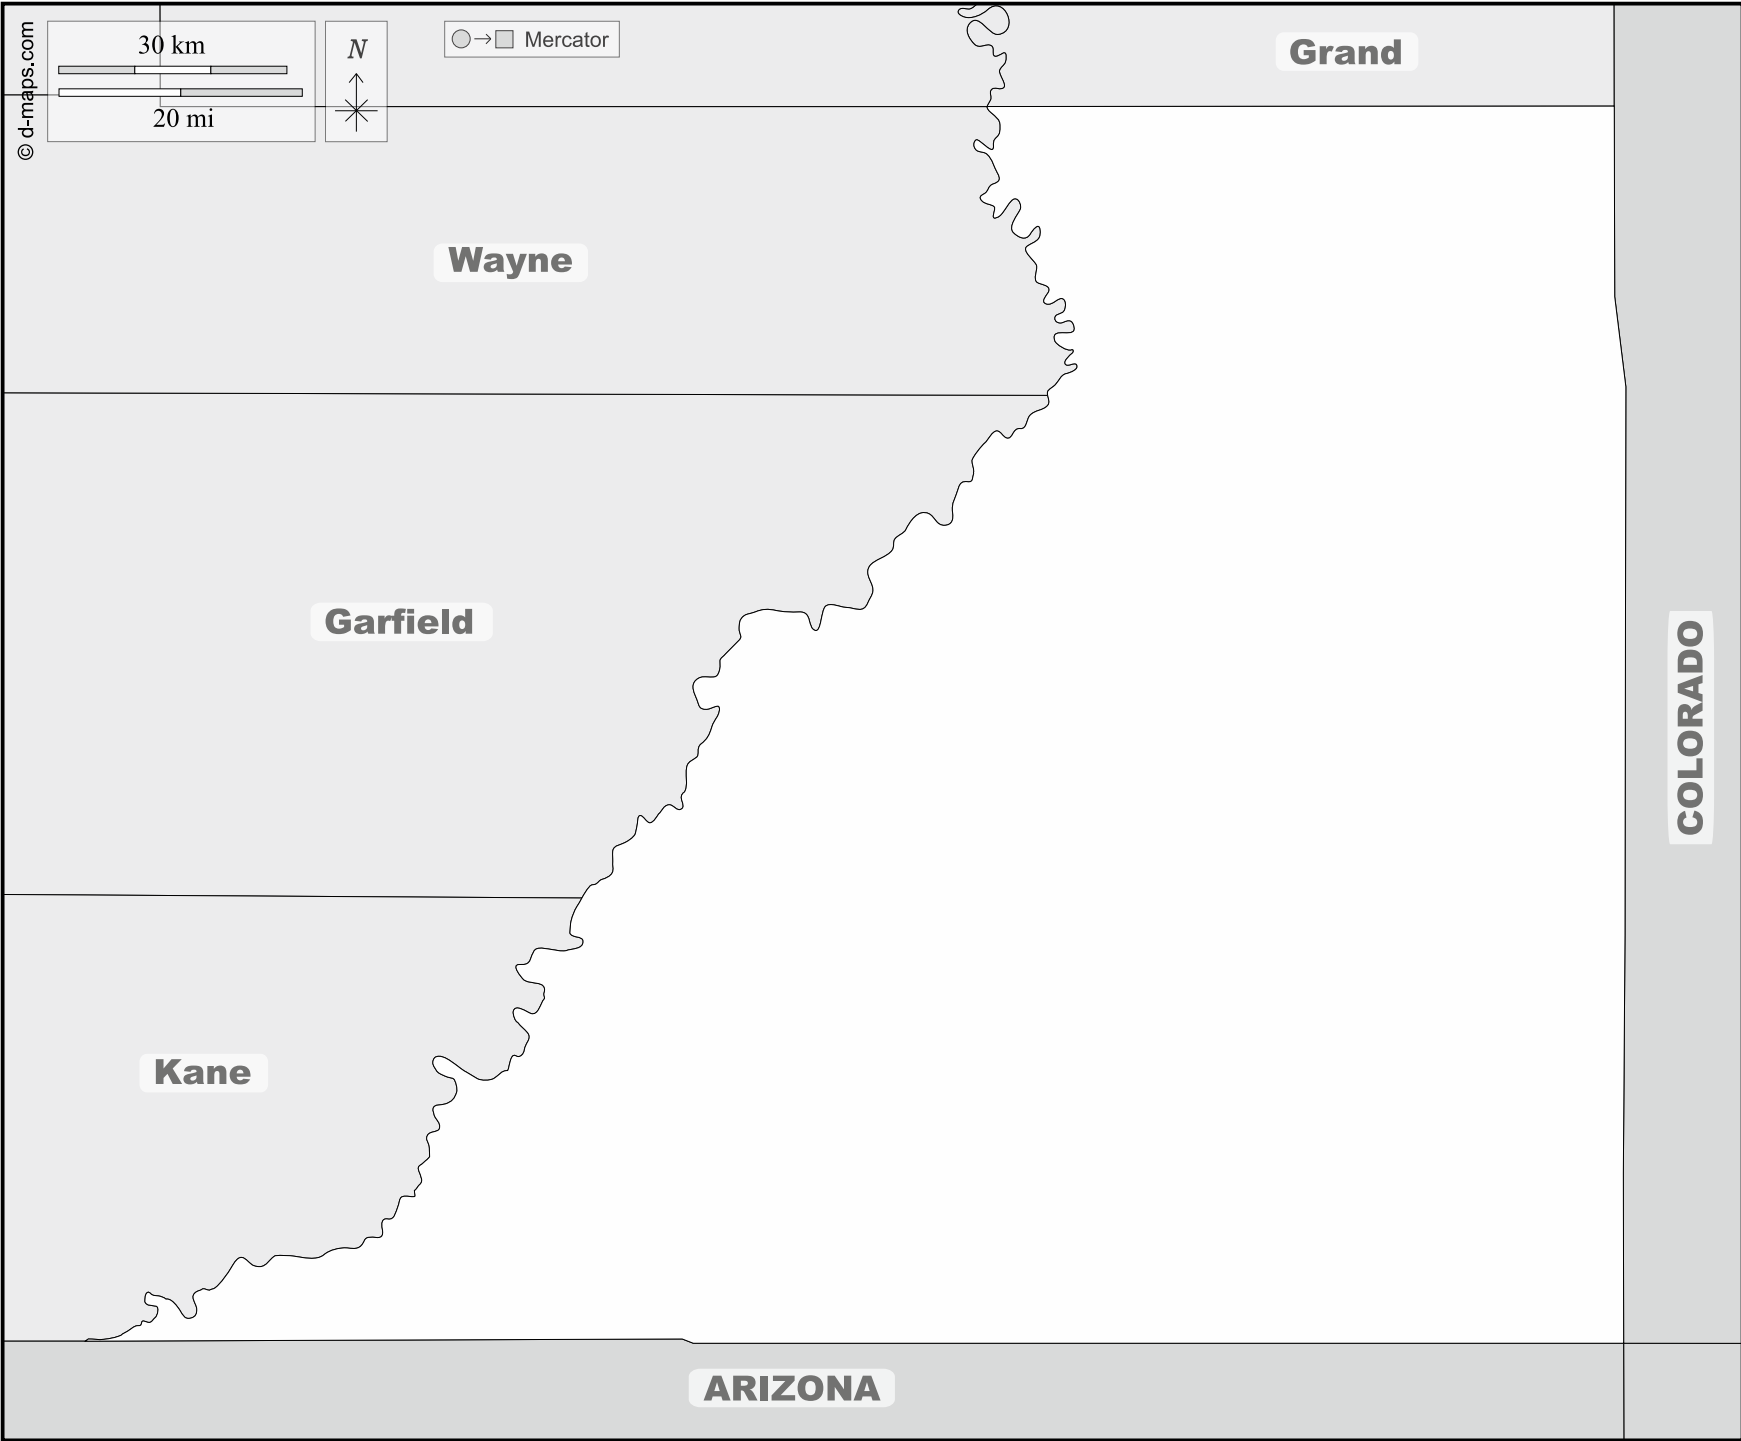 © d-maps.com
30 km
20 mi
N
Mercator
Grand
Wayne
Garfield
COLORADO
Kane
ARIZONA